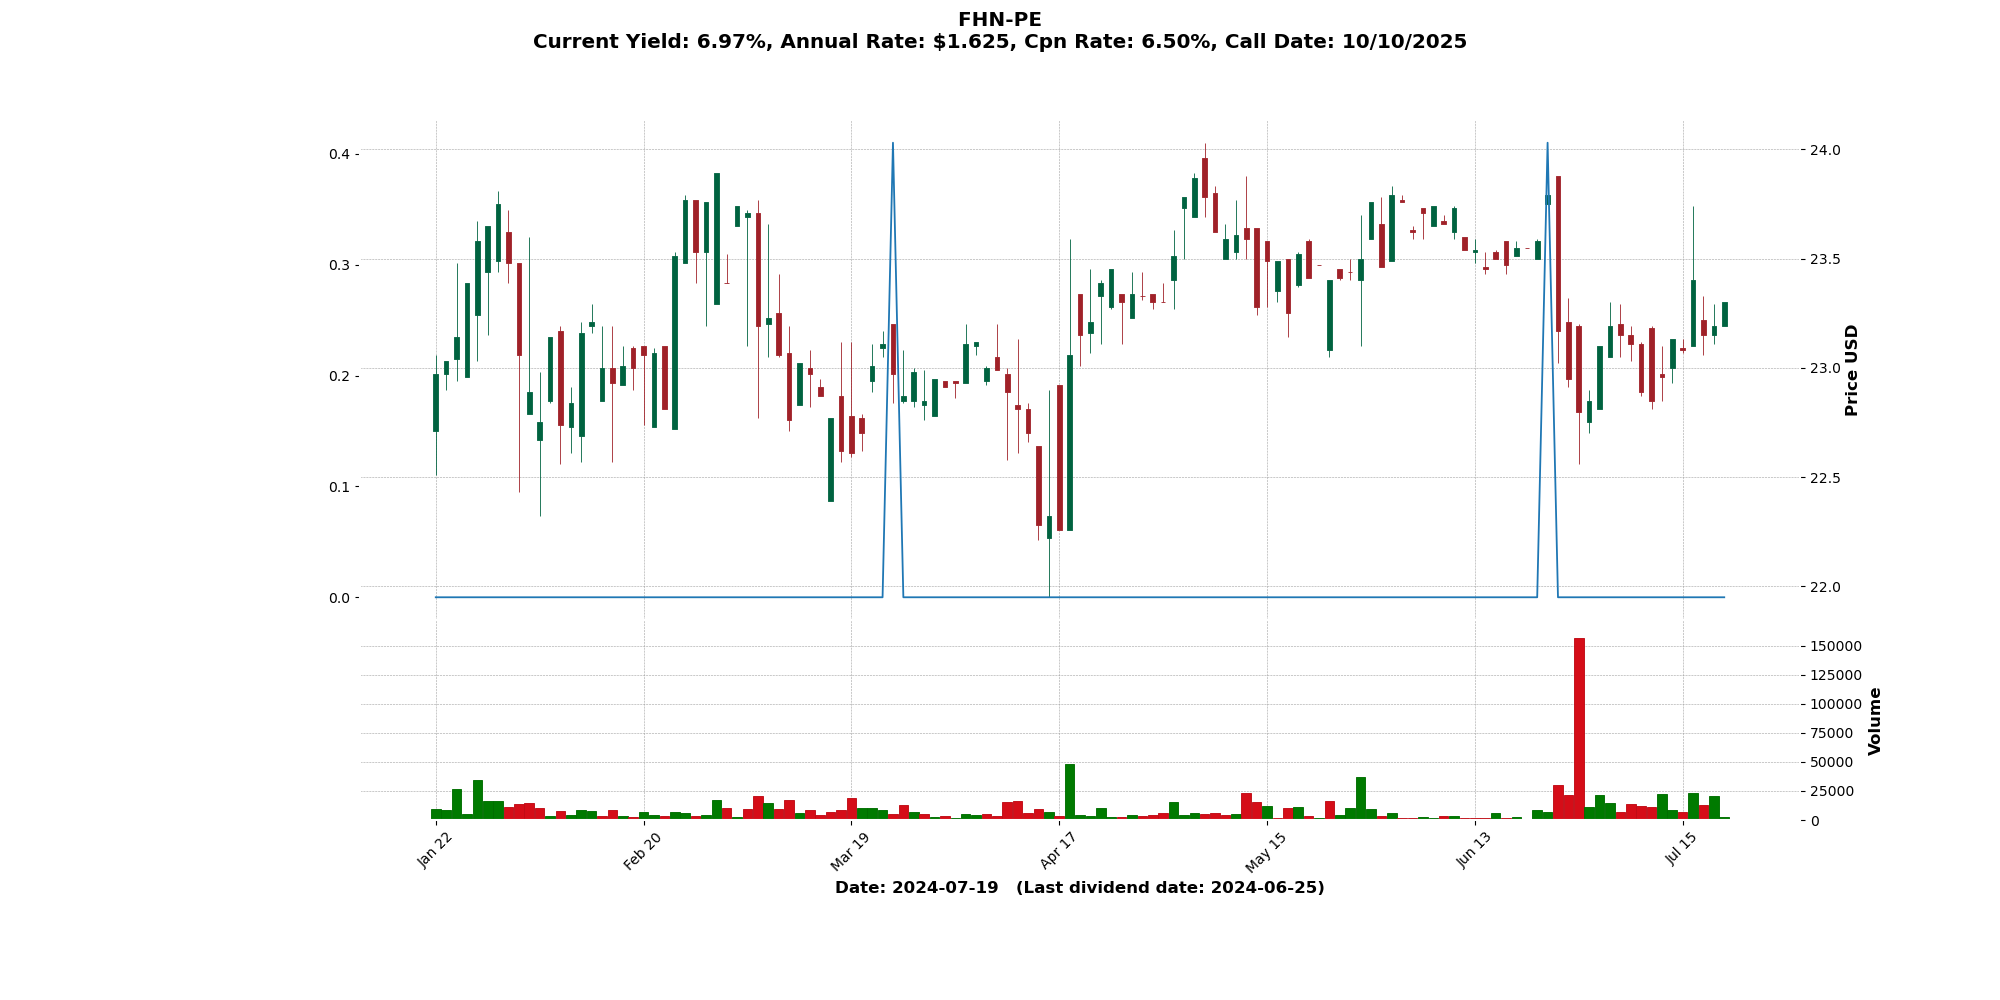 FHN-PE
Current Yield: 6.97%, Annual Rate: $1.625, Cpn Rate: 6.50%, Call Date: 10/10/2025
0.4
0.3
0.2
0.1
0.0
24.0
23.5
23.0
22.5
22.0
Price USD
150000
125000
100000
75000
50000
25000
0
Volume
Jan 22
Feb 20
Mar 19
Apr 17
May 15
Jun 13
Jul 15
Date: 2024-07-19 (Last dividend date: 2024-06-25)